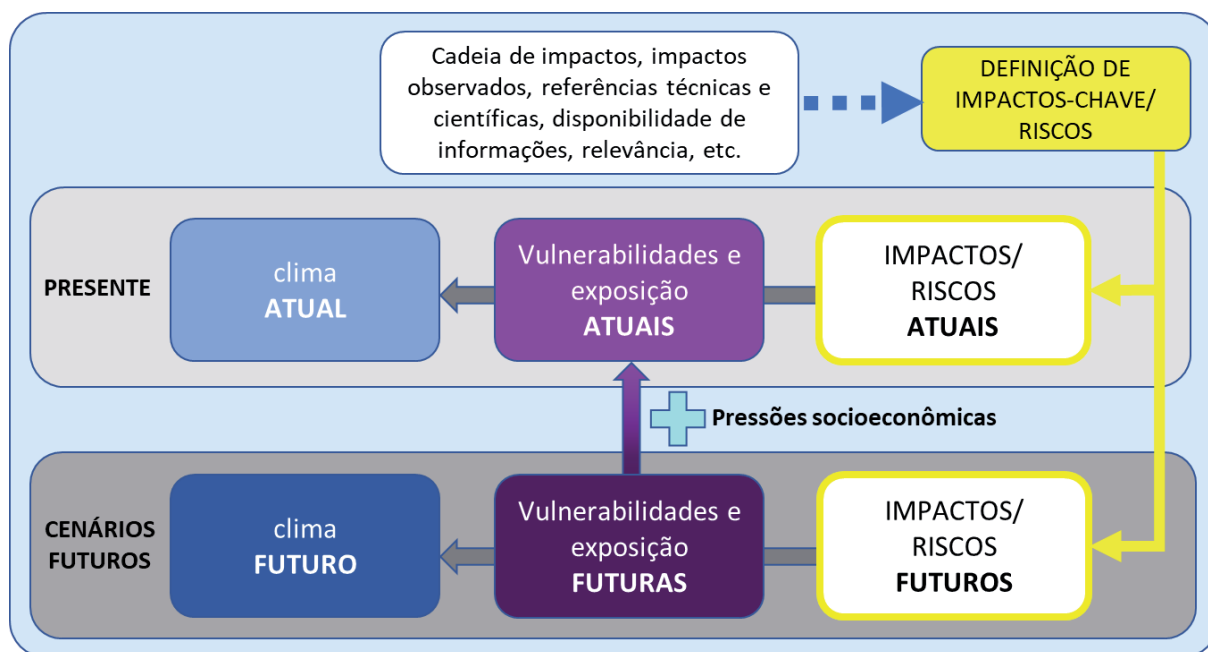 Cadeia de impactos, impactos
observados, referências técnicas e
científicas, disponibilidade de
informações, relevância, etc.
DEFINIÇÃO DE
IMPACTOS-CHAVE/
RISCOS
PRESENTE
clima
ATUAL
Vulnerabilidades e
exposição
ATUAIS
IMPACTOS/
RISCOS
ATUAIS
Pressões socioeconômicas
CENÁRIOS
FUTUROS
clima
FUTURO
Vulnerabilidades e
exposição
FUTURAS
IMPACTOS/
RISCOS
FUTUROS